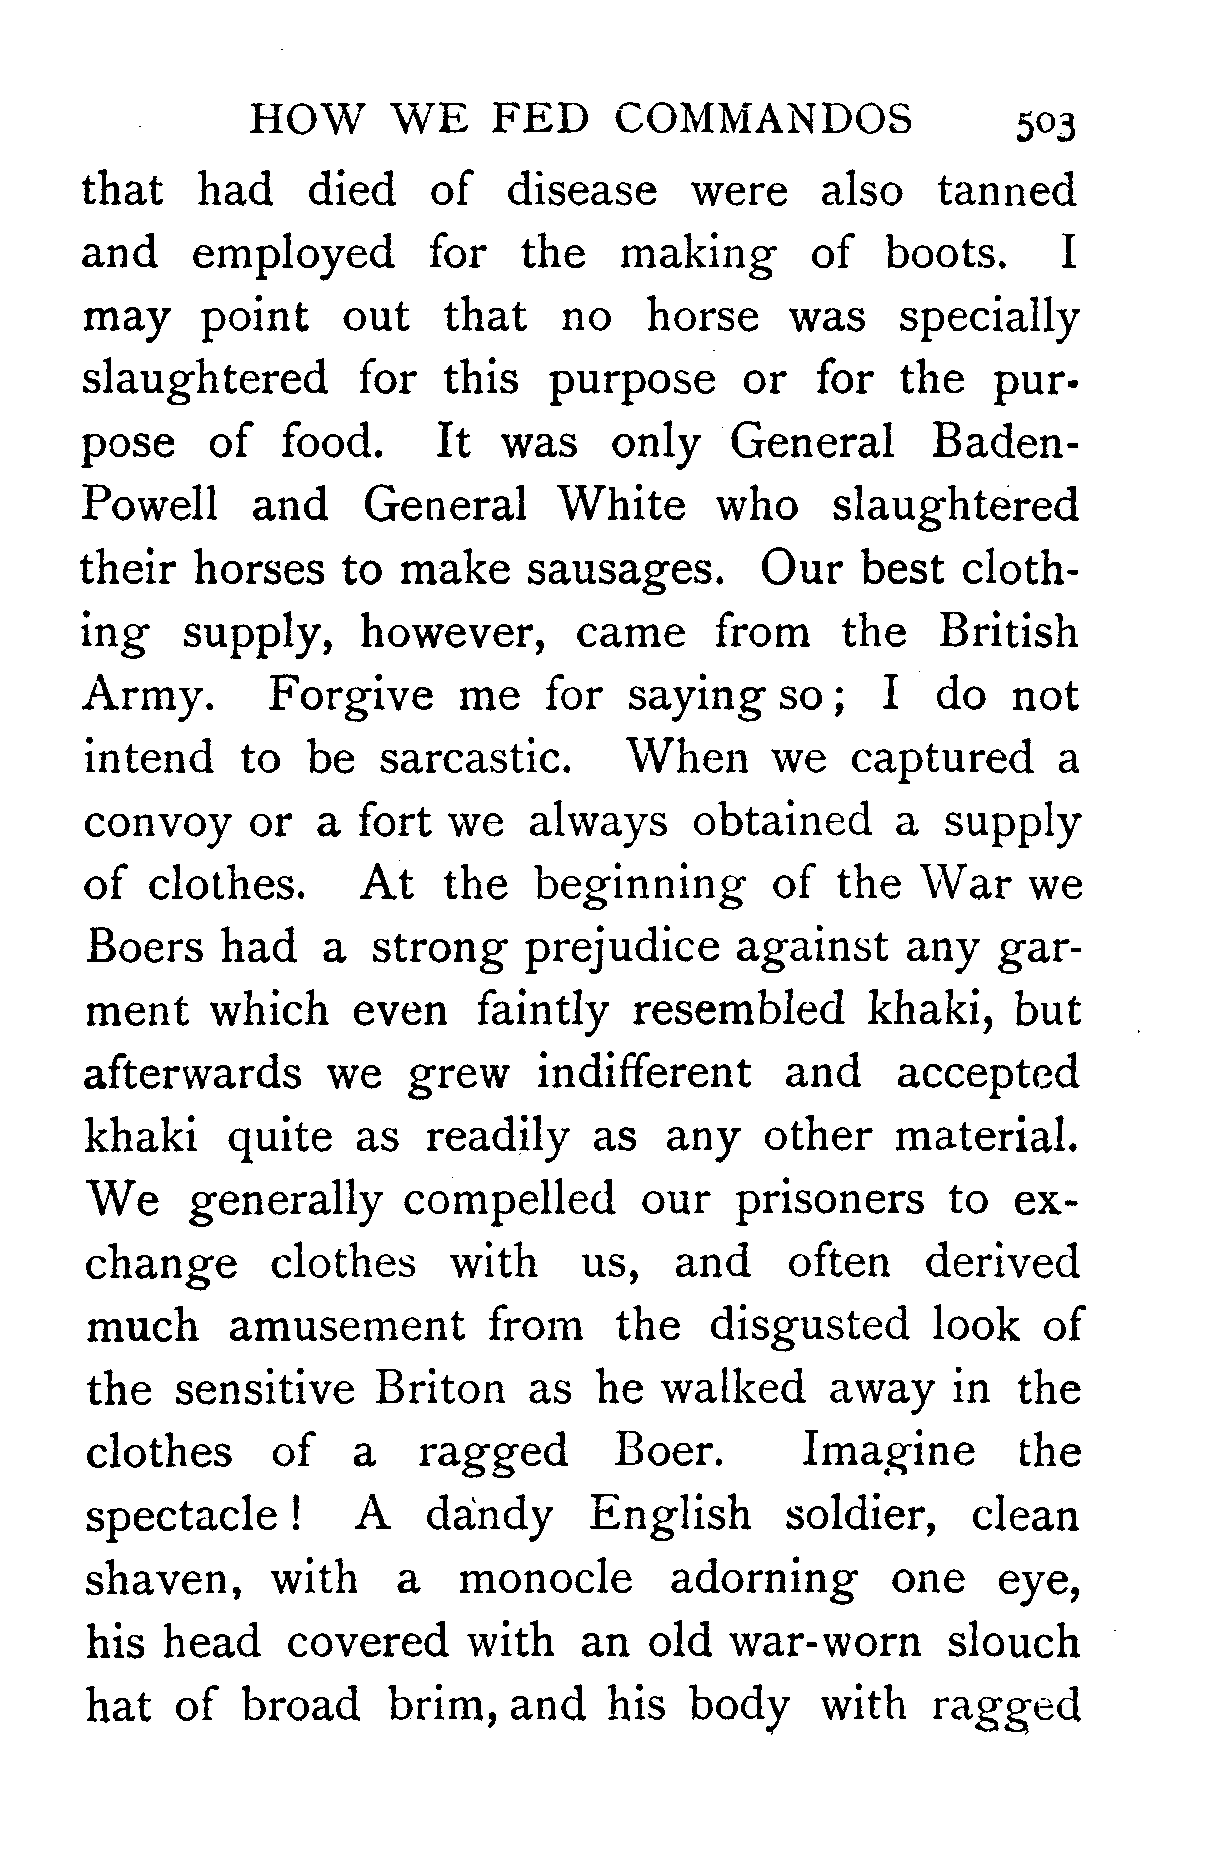 HOW WE FED COMMANDOS 503
that had died of disease were also tanned
and employed for the making of boots. I
may point out that no horse was specially
slaughtered for this purpose or for the pur-
pose of food. It was only General Baden-
Powell and General White who slaughtered
their horses to make sausages. Our best cloth-
ing supply, however, came from the British
Army. Forgive me for saying so; I do not
intend to be sarcastic. When we captured a
convoy or a fort we always obtained a supply
of clothes. At the beginning of the War we
Boers had a strong prejudice against any gar-
ment which even faintly resembled khaki, but
afterwards we grew indifferent and accepted
khaki quite as readily as any other material.
We generally compelled our prisoners to ex-
change clothes with us, and often derived
much amusement from the disgusted look of
the sensitive Briton as he walked away in the
clothes of a ragged Boer. Imagine the
spectacle! A dandy English soldier, clean
shaven, with a monocle adorning one eye,
his head covered with an old war-worn slouch
hat of broad brim, and his body with ragged